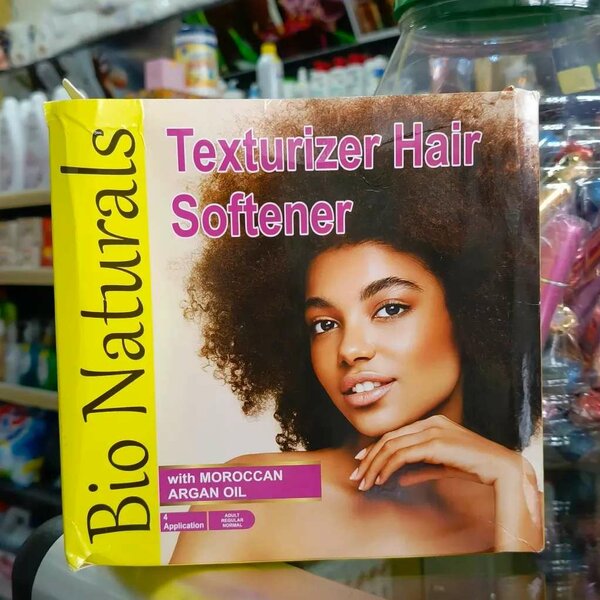 Bio Naturals
Texturizer Hair
Softener
with MOROCCAN
ARGAN OIL
4
Application
ADULT
REGULAR
NORMAL